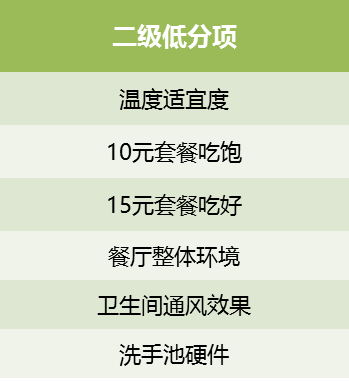 二级低分项
温度适宜度
10元套餐吃饱
15元套餐吃好
餐厅整体环境
卫生间通风效果
洗手池硬件